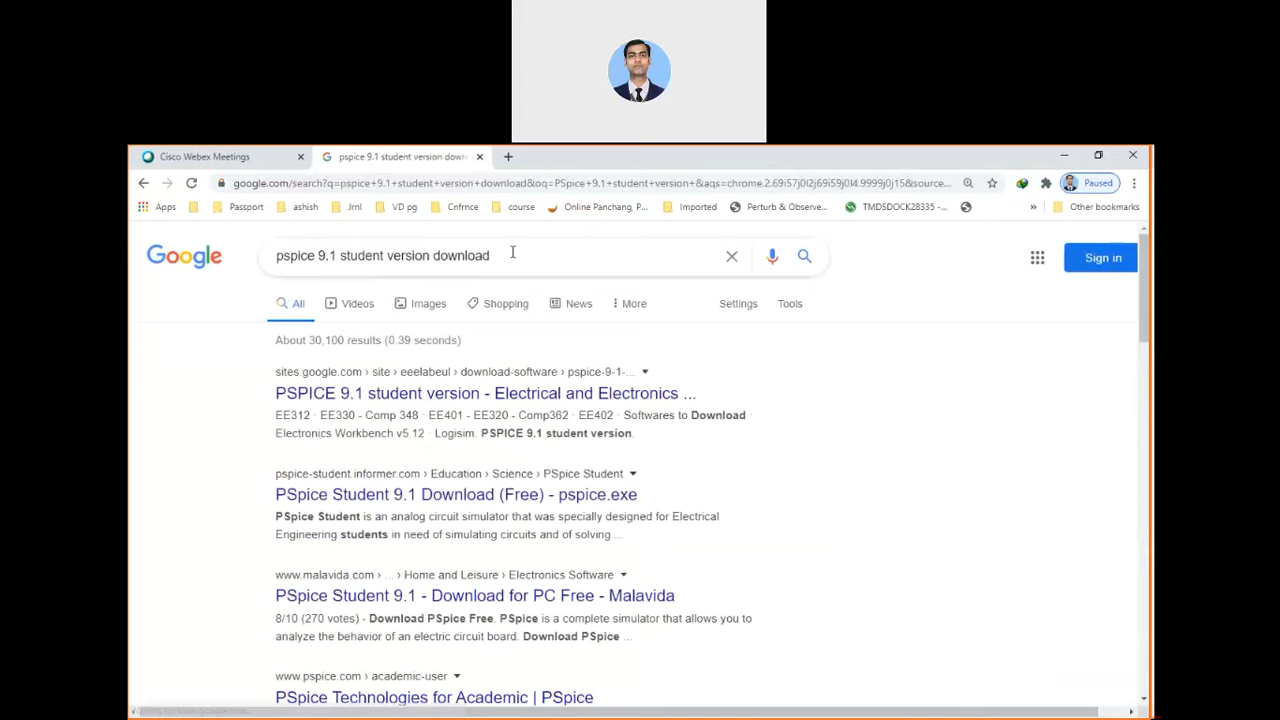 Cisco Webex Meetings
pspice 9.1 student version down
google.com/search?q=pspice+9.1+student+version+download&oq=PSpice+9.1+student+version+&aqs=chrome.2.69i57j0l2j69i59j0l4.9999j0j15&source...
Paused
Apps Passport ashish Jrnl VD pg Cnfrnce course Online Panchang, P... Imported Perturb & Observe... TMDSDOCK28335 -... » Other bookmarks
Google
pspice 9.1 student version download
Sign in
All Videos Images Shopping News More Settings Tools
About 30,100 results (0.39 seconds)
sites.google.com › site › eeelabeul › download-software › pspice-9-1-...
PSPICE 9.1 student version - Electrical and Electronics ...
EE312 · EE330 - Comp 348 · EE401 - EE320 - Comp362 · EE402 · Softwares to Download ·
Electronics Workbench v5.12 · Logisim. PSPICE 9.1 student version.
pspice-student.informer.com › Education › Science › PSpice Student
PSpice Student 9.1 Download (Free) - pspice.exe
PSpice Student is an analog circuit simulator that was specially designed for Electrical
Engineering students in need of simulating circuits and of solving ...
www.malavida.com › ... › Home and Leisure › Electronics Software
PSpice Student 9.1 - Download for PC Free - Malavida
8/10 (270 votes) - Download PSpice Free. PSpice is a complete simulator that allows you to
analyze the behavior of an electric circuit board. Download PSpice ...
www.pspice.com › academic-user
PSpice Technologies for Academic | PSpice